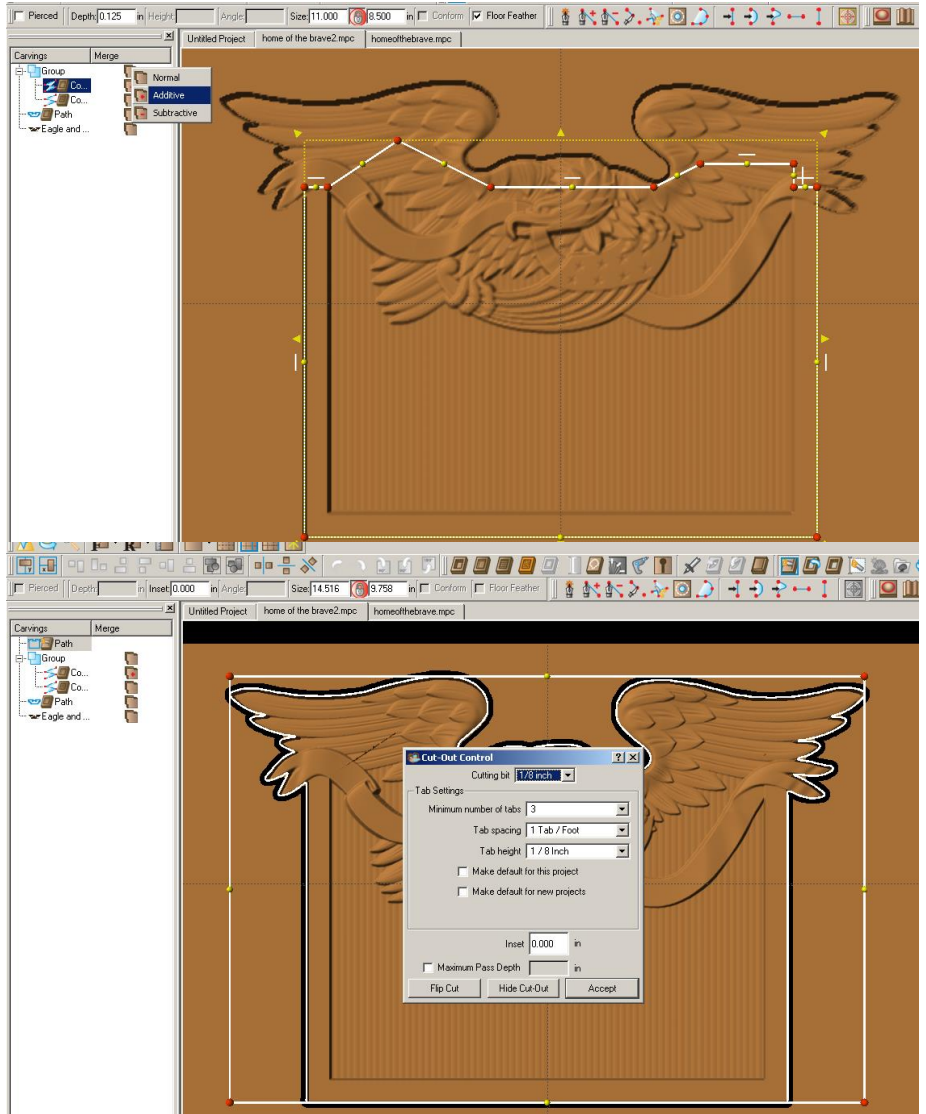 Pierced Depth: 0.125 in Height: Angle: Size: 11.000 8.500 in Conform Floor Feather
Untitled Project home of the brave2.mpc homeofthebrave.mpc
Carvings Merge
Group
Normal
Co...
Additive
Co...
Path
Subtractive
Eagle and ...
Pierced Depth: in Inset: 0.000 in Angle: Size: 14.516 9.758 in Conform Floor Feather
Untitled Project home of the brave2.mpc homeofthebrave.mpc
Carvings Merge
Path
Group
Co...
Co...
Path
Eagle and ...
Cut-Out Control
Cutting bit 1/8 inch
Tab Settings
Minimum number of tabs 3
Tab spacing 1 Tab / Foot
Tab height 1 / 8 Inch
Make default for this project
Make default for new projects
Inset 0.000 in
Maximum Pass Depth in
Flip Cut Hide Cut-Out Accept